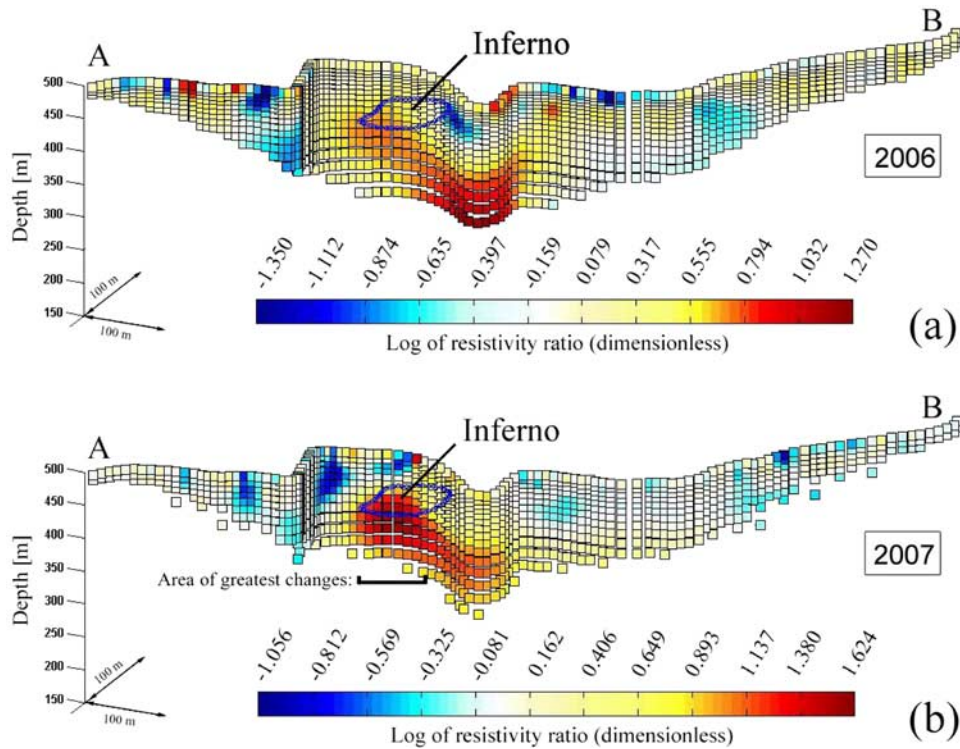 A
B
Inferno
500
450
400
350
300
250
200
150
Depth [m]
2006
100 m
100 m
-1.350
-1.112
-0.874
-0.635
-0.397
-0.159
0.079
0.317
0.555
0.794
1.032
1.270
Log of resistivity ratio (dimensionless)
(a)
A
B
Inferno
500
450
400
350
300
250
200
150
Depth [m]
2007
Area of greatest changes:
100 m
100 m
-1.056
-0.812
-0.569
-0.325
-0.081
0.162
0.406
0.649
0.893
1.137
1.380
1.624
Log of resistivity ratio (dimensionless)
(b)